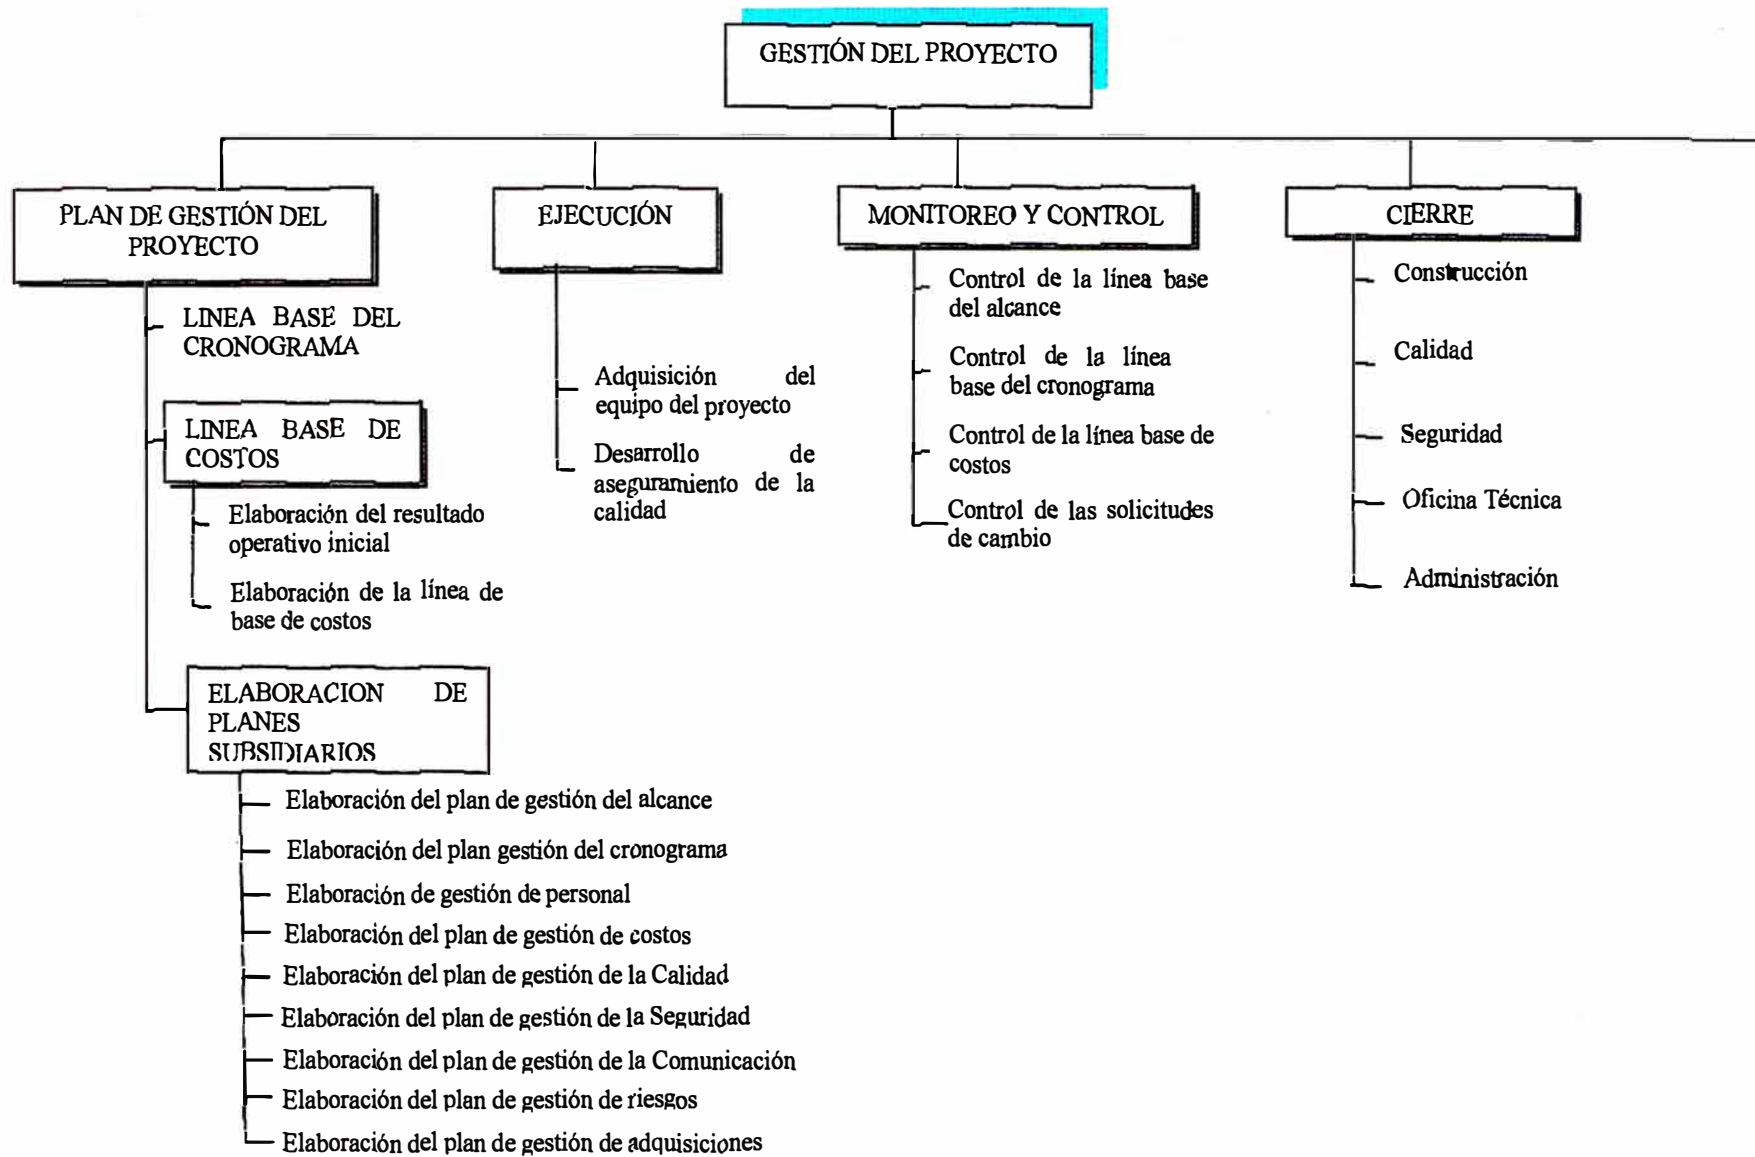 GESTIÓN DEL PROYECTO
PLAN DE GESTIÓN DEL
PROYECTO
LINEA BASE DEL
CRONOGRAMA
LINEA BASE DE
COSTOS
Elaboración del resultado
operativo inicial
Elaboración de la línea de
base de costos
ELABORACION DE
PLANES
SUBSIDIARIOS
Elaboración del plan de gestión del alcance
Elaboración del plan gestión del cronograma
Elaboración de gestión de personal
Elaboración del plan de gestión de costos
Elaboración del plan de gestión de la Calidad
Elaboración del plan de gestión de la Seguridad
Elaboración del plan de gestión de la Comunicación
Elaboración del plan de gestión de riesgos
Elaboración del plan de gestión de adquisiciones
EJECUCIÓN
Adquisición del
equipo del proyecto
Desarrollo de
aseguramiento de la
calidad
MONITOREO Y CONTROL
Control de la línea base
del alcance
Control de la línea
base del cronograma
Control de la línea base de
costos
Control de las solicitudes
de cambio
CIERRE
Construcción
Calidad
Seguridad
Oficina Técnica
Administración